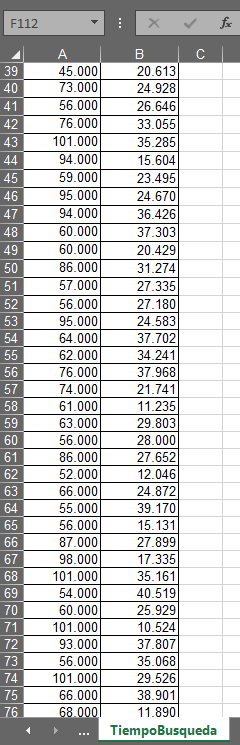 F112
fx
A B C
39 45.000 20.613
40 73.000 24.928
41 56.000 26.646
42 76.000 33.055
43 101.000 35.285
44 94.000 15.604
45 59.000 23.495
46 95.000 24.670
47 94.000 36.426
48 60.000 37.303
49 60.000 20.429
50 86.000 31.274
51 57.000 27.335
52 56.000 27.180
53 95.000 24.583
54 64.000 37.702
55 62.000 34.241
56 76.000 37.968
57 74.000 21.741
58 61.000 11.235
59 63.000 29.803
60 56.000 28.000
61 86.000 27.652
62 52.000 12.046
63 66.000 24.872
64 55.000 39.170
65 56.000 15.131
66 87.000 27.899
67 98.000 17.335
68 101.000 35.161
69 54.000 40.519
70 60.000 25.929
71 101.000 10.524
72 93.000 37.807
73 56.000 35.068
74 101.000 29.526
75 66.000 38.901
76 68.000 11.890
... TiempoBusqueda